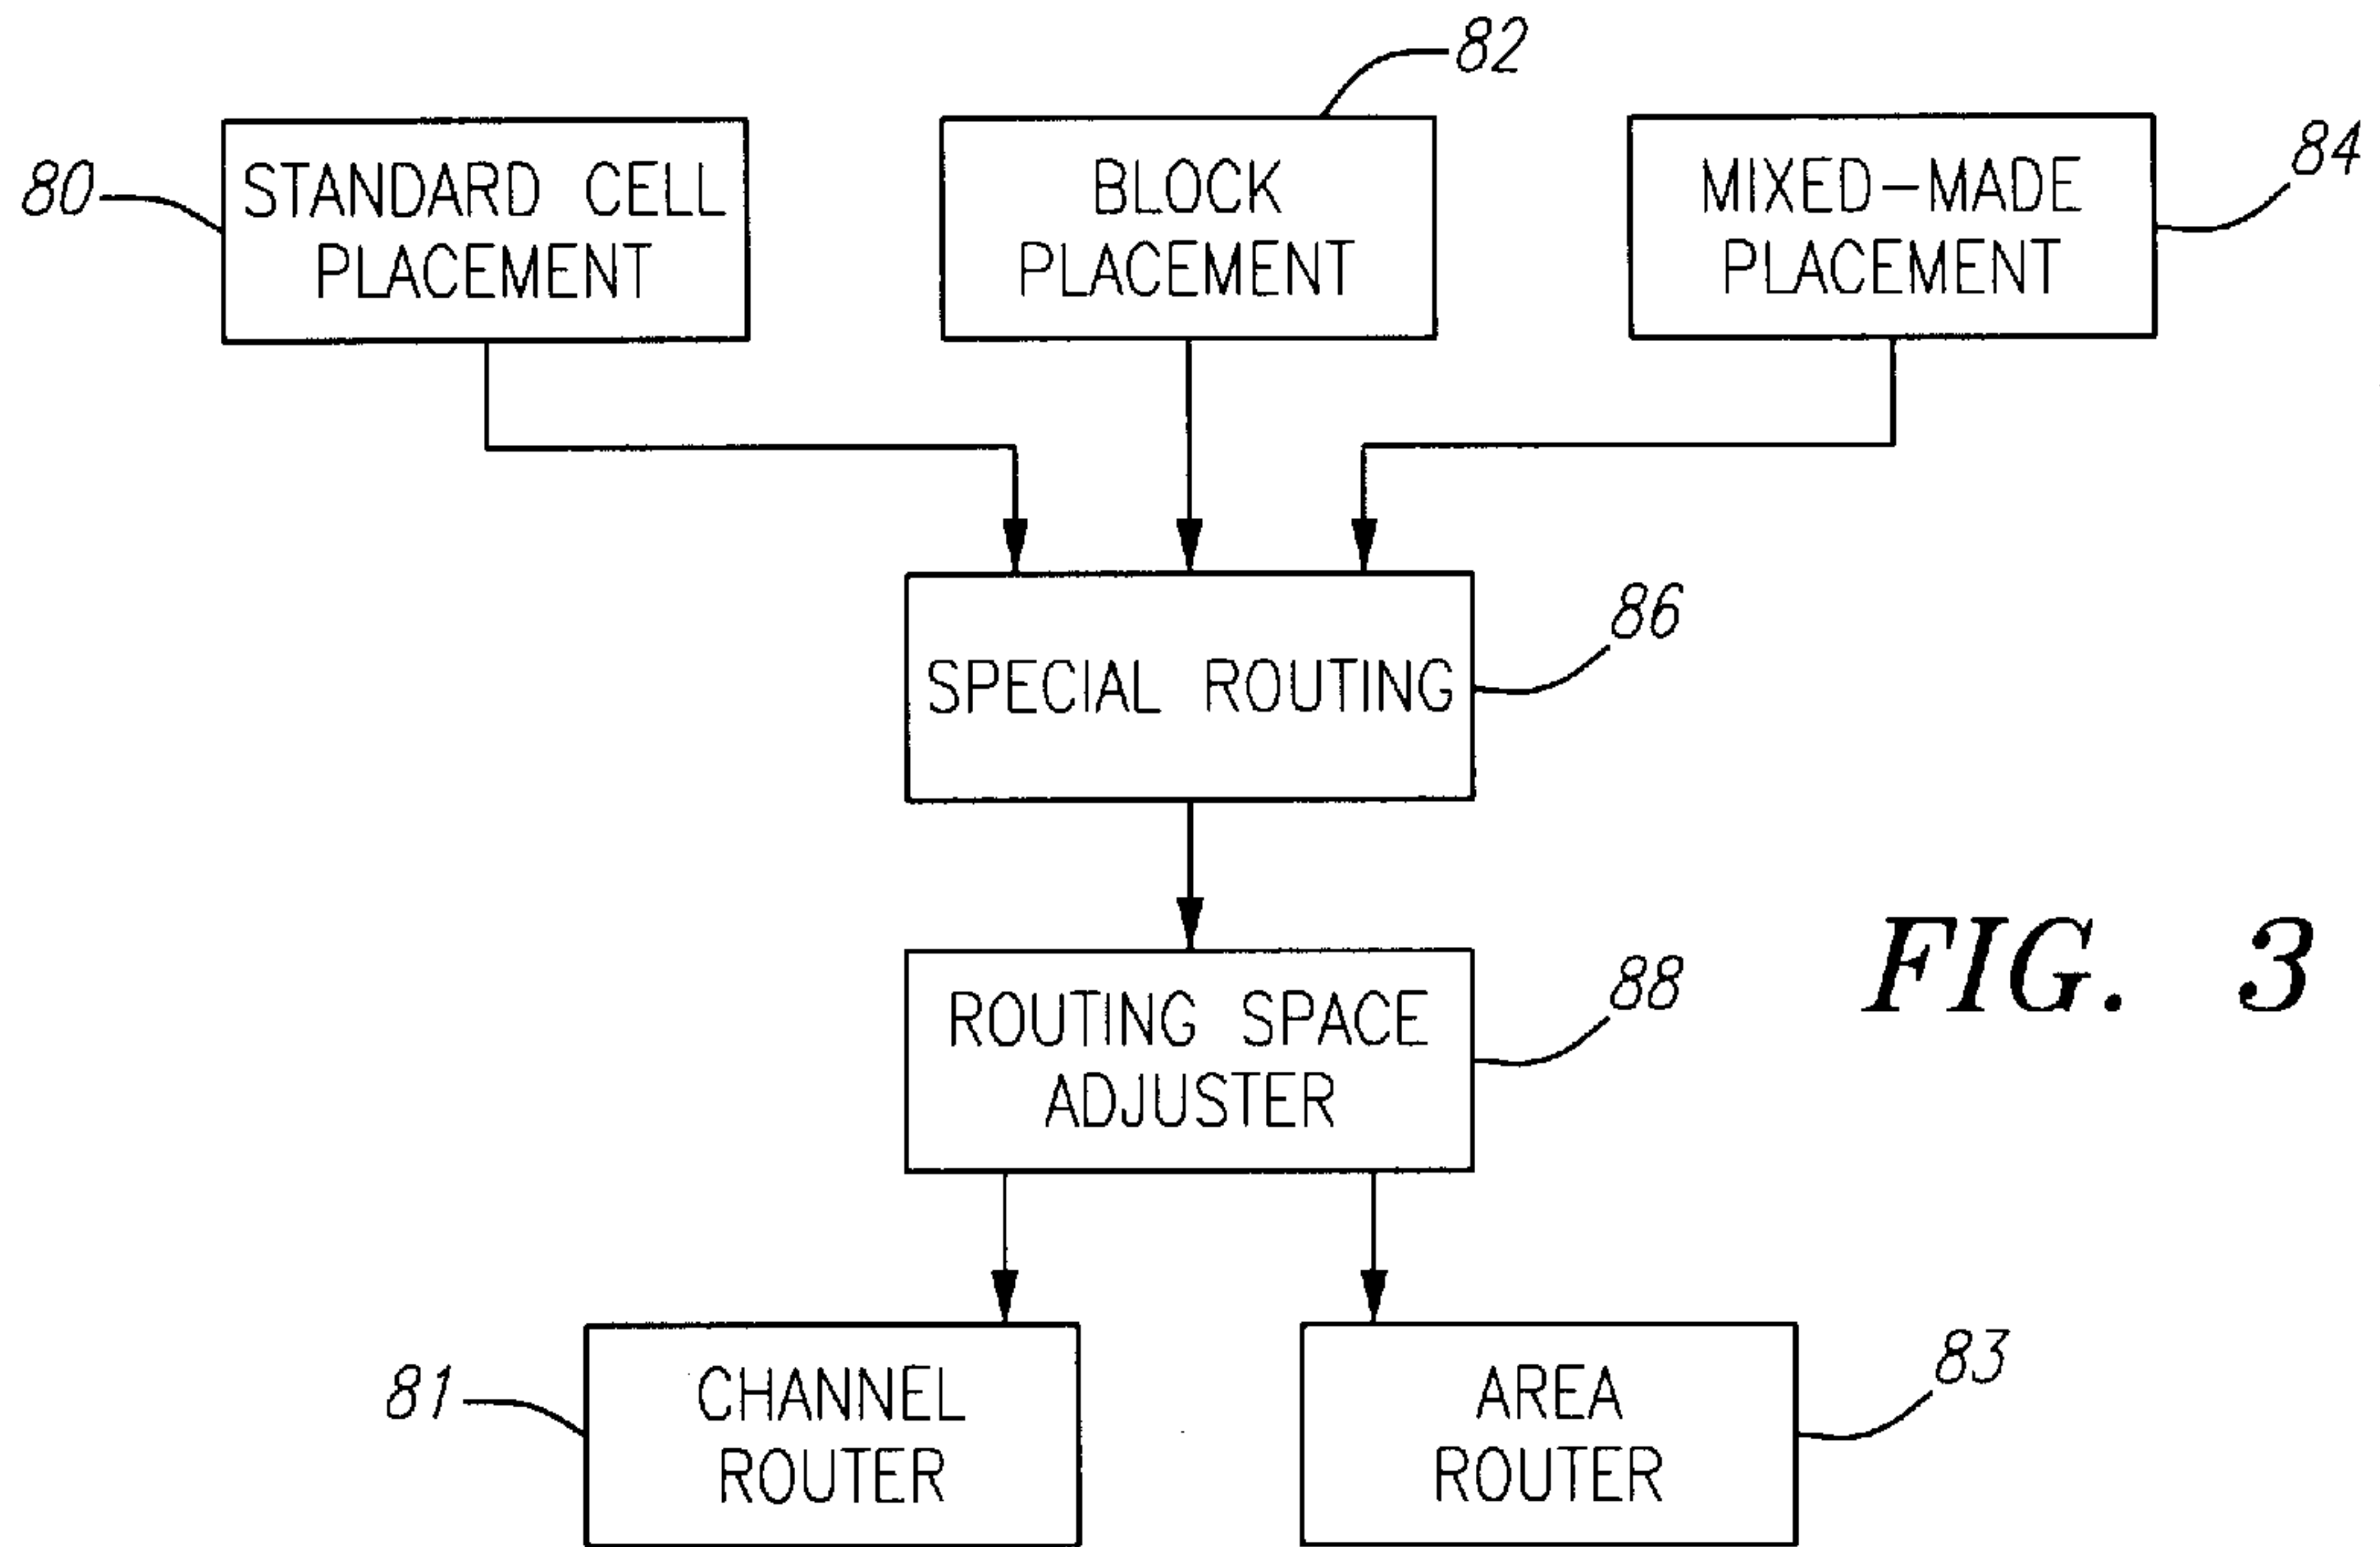 82
80
STANDARD CELL
PLACEMENT
BLOCK
PLACEMENT
MIXED-MADE
PLACEMENT
84
SPECIAL ROUTING
86
ROUTING SPACE
ADJUSTER
88
FIG. 3
81
CHANNEL
ROUTER
AREA
ROUTER
83